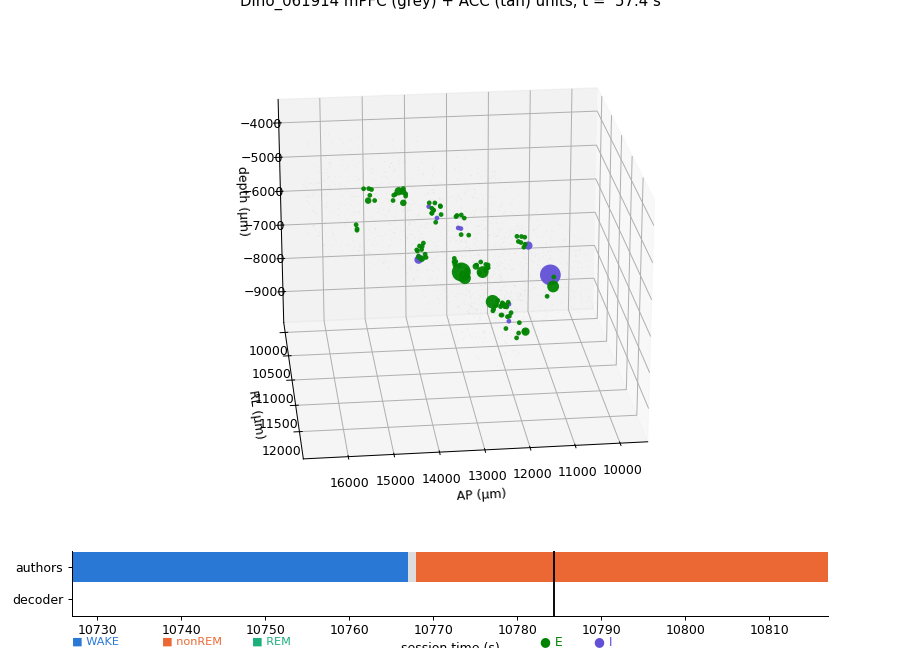 Dino_061914 mPFC (grey) + ACC (tan) units, t = 57.4 s
−4000
−5000
−6000
−7000
−8000
−9000
depth (μm)
10000
10500
11000
11500
12000
RL (μm)
16000 15000 14000 13000 12000 11000 10000
AP (μm)
authors
decoder
10730 10740 10750 10760 10770 10780 10790 10800 10810
session time (s)
WAKE nonREM REM E I